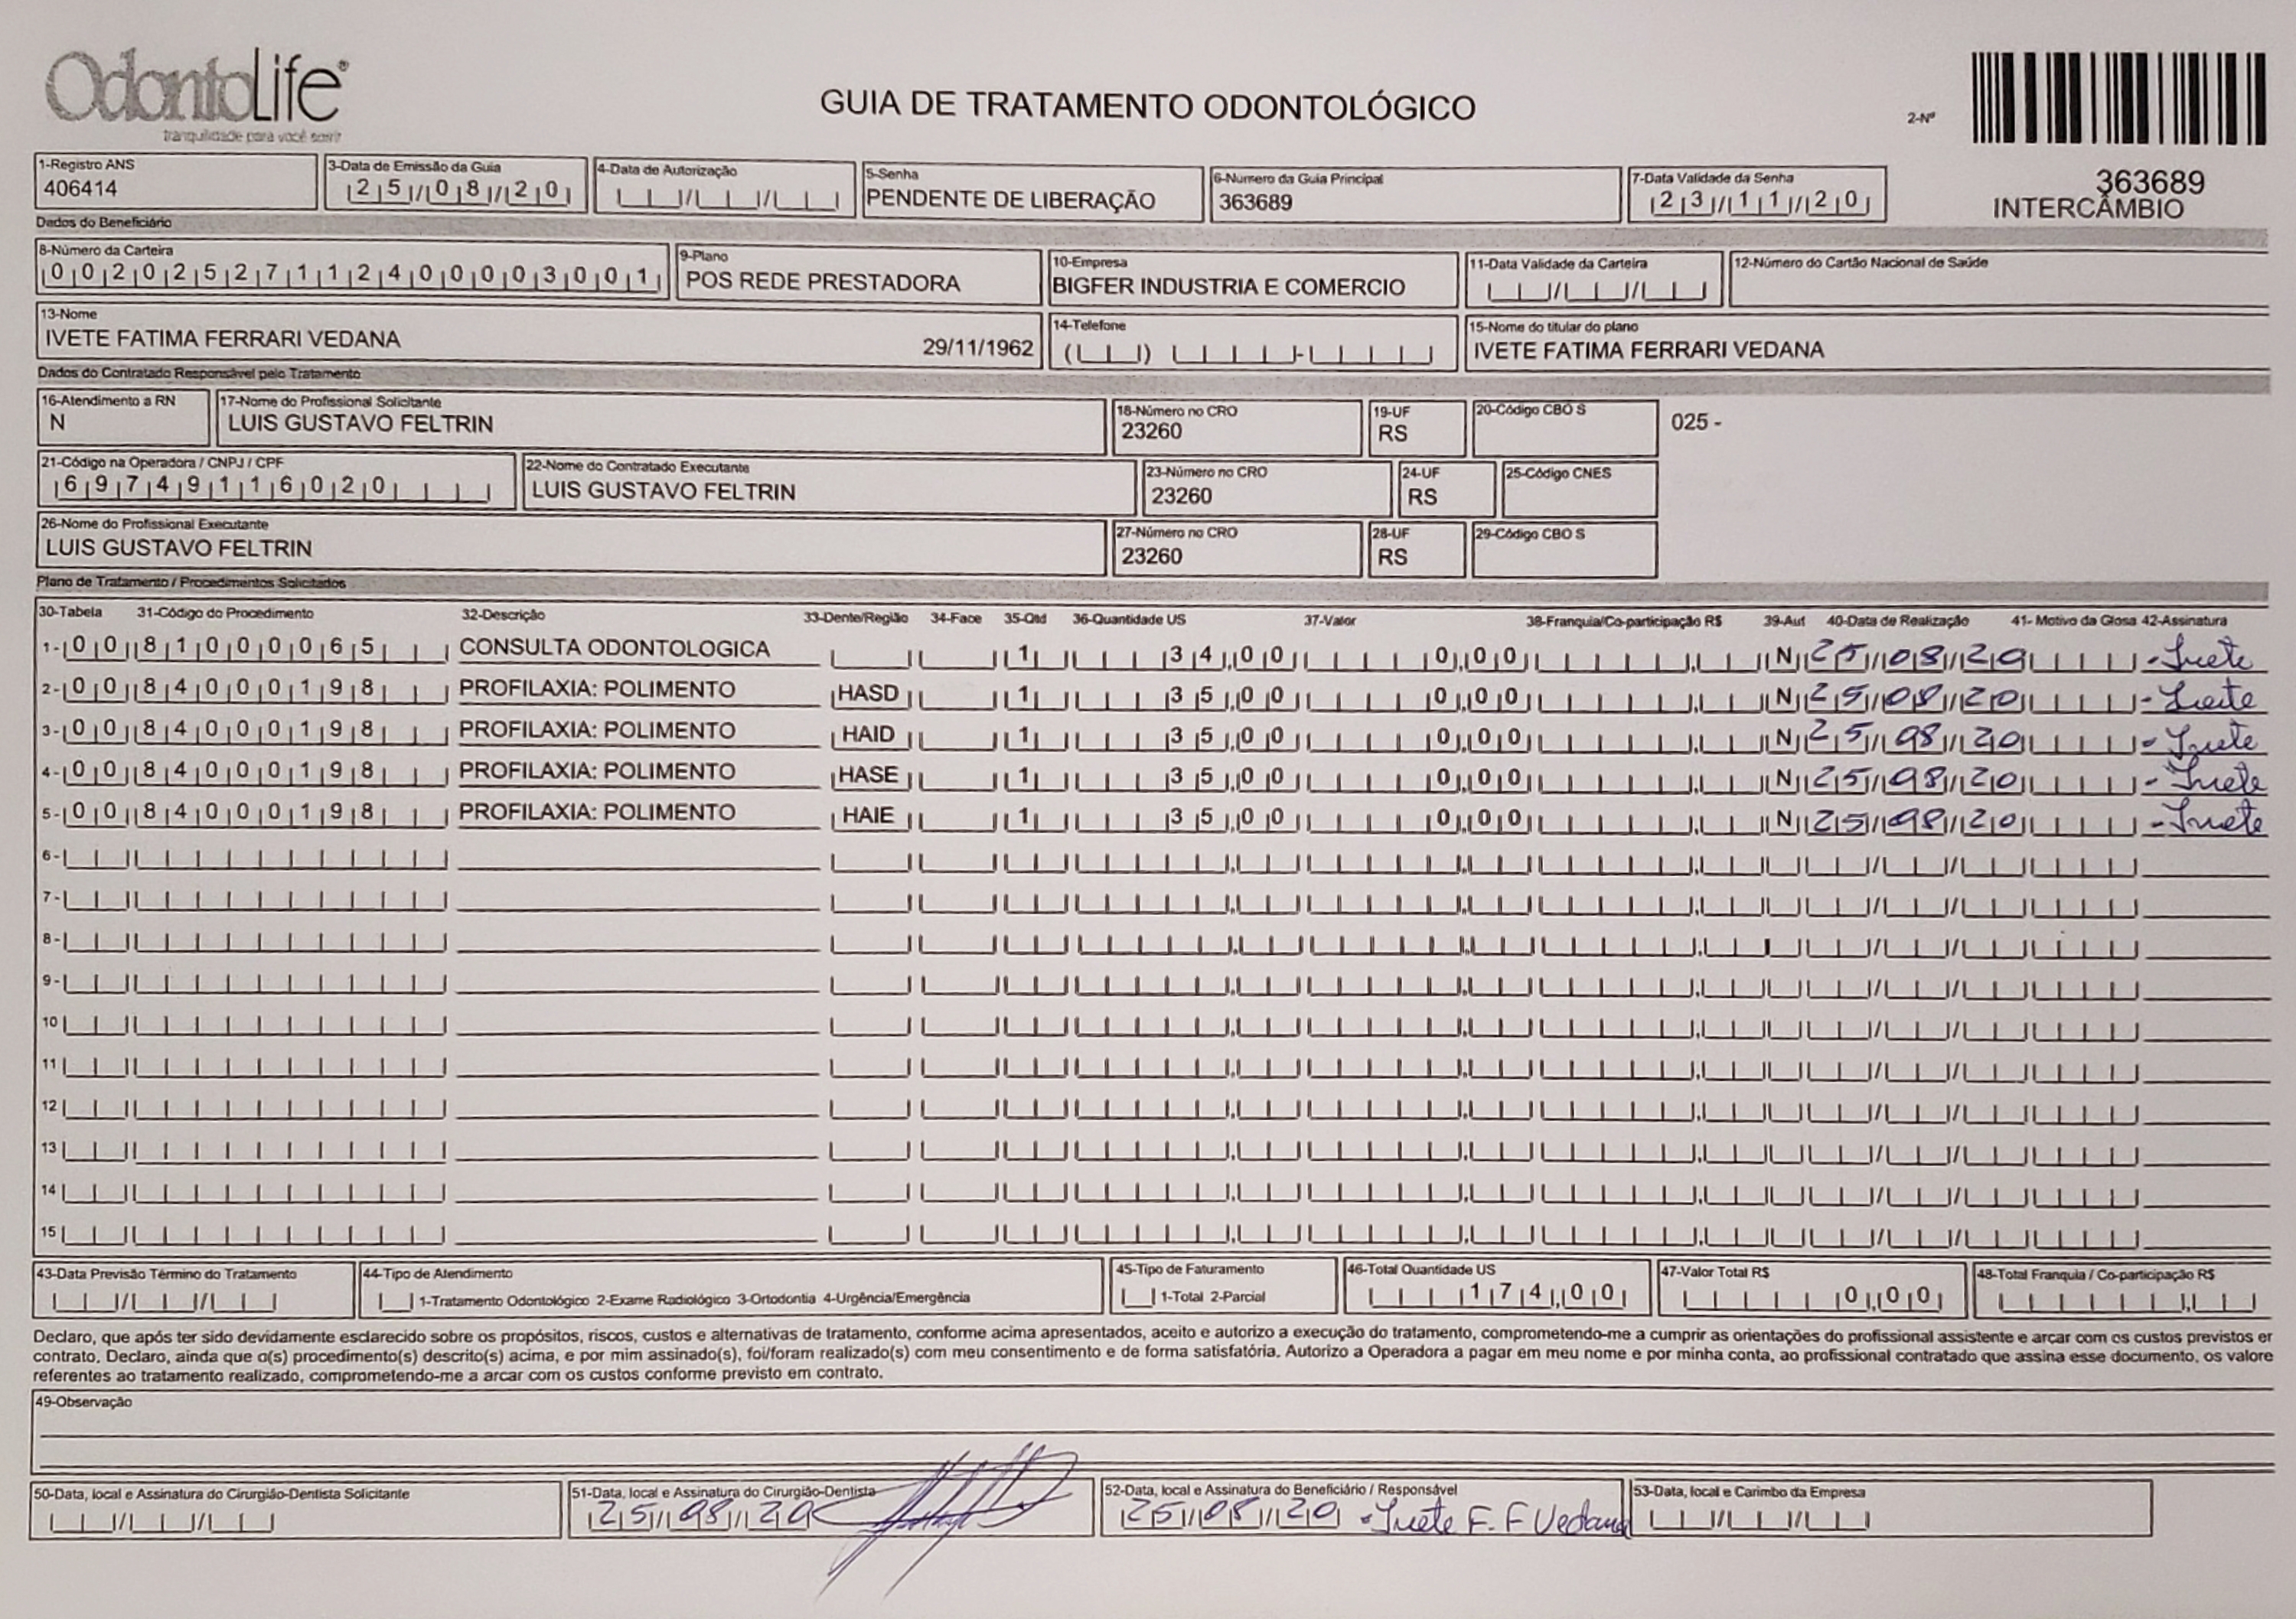 OdontoLife®
tranquilidade para você sorrir
GUIA DE TRATAMENTO ODONTOLÓGICO
2-Nº
363689
INTERCÂMBIO
1-Registro ANS
406414
3-Data de Emissão da Guia
25/08/20
4-Data de Autorização
5-Senha
PENDENTE DE LIBERAÇÃO
6-Numero da Guia Principal
363689
7-Data Validade da Senha
23/11/20
Dados do Beneficiário
8-Número da Carteira
00202527112400003001
9-Plano
POS REDE PRESTADORA
10-Empresa
BIGFER INDUSTRIA E COMERCIO
11-Data Validade da Carteira
12-Número do Cartão Nacional de Saúde
13-Nome
IVETE FATIMA FERRARI VEDANA 29/11/1962
14-Telefone
15-Nome do titular do plano
IVETE FATIMA FERRARI VEDANA
Dados do Contratado Responsável pelo Tratamento
16-Atendimento a RN
N
17-Nome do Profissional Solicitante
LUIS GUSTAVO FELTRIN
18-Número no CRO
23260
19-UF
RS
20-Código CBO S
025 -
21-Código na Operadora / CNPJ / CPF
69749116020
22-Nome do Contratado Executante
LUIS GUSTAVO FELTRIN
23-Número no CRO
23260
24-UF
RS
25-Código CNES
26-Nome do Profissional Executante
LUIS GUSTAVO FELTRIN
27-Número no CRO
23260
28-UF
RS
29-Código CBO S
Plano de Tratamento / Procedimentos Solicitados
30-Tabela 31-Código do Procedimento 32-Descrição 33-Dente/Região 34-Face 35-Qtd 36-Quantidade US 37-Valor 38-Franquia/Co-participação R$ 39-Aut 40-Data de Realização 41- Motivo da Glosa 42-Assinatura
1- 00 81000065 CONSULTA ODONTOLOGICA 1 34,00 0,00 N 25/08/20 - Ivete
2- 00 84000198 PROFILAXIA: POLIMENTO HASD 1 35,00 0,00 N 25/08/20 - Ivete
3- 00 84000198 PROFILAXIA: POLIMENTO HAID 1 35,00 0,00 N 25/08/20 - Ivete
4- 00 84000198 PROFILAXIA: POLIMENTO HASE 1 35,00 0,00 N 25/08/20 - Ivete
5- 00 84000198 PROFILAXIA: POLIMENTO HAIE 1 35,00 0,00 N 25/08/20 - Ivete
6-
7-
8-
9-
10
11
12
13
14
15
43-Data Previsão Término do Tratamento
44-Tipo de Atendimento
1-Tratamento Odontológico 2-Exame Radiológico 3-Ortodontia 4-Urgência/Emergência
45-Tipo de Faturamento
1-Total 2-Parcial
46-Total Quantidade US
174,00
47-Valor Total R$
0,00
48-Total Franquia / Co-participação R$
Declaro, que após ter sido devidamente esclarecido sobre os propósitos, riscos, custos e alternativas de tratamento, conforme acima apresentados, aceito e autorizo a execução do tratamento, comprometendo-me a cumprir as orientações do profissional assistente e arcar com os custos previstos er
contrato. Declaro, ainda que o(s) procedimento(s) descrito(s) acima, e por mim assinado(s), foi/foram realizado(s) com meu consentimento e de forma satisfatória. Autorizo a Operadora a pagar em meu nome e por minha conta, ao profissional contratado que assina esse documento, os valore
referentes ao tratamento realizado, comprometendo-me a arcar com os custos conforme previsto em contrato.
49-Observação
50-Data, local e Assinatura do Cirurgião-Dentista Solicitante
51-Data, local e Assinatura do Cirurgião-Dentista
25/08/20
52-Data, local e Assinatura do Beneficiário / Responsável
25/08/20 - Ivete F. F Vedana
53-Data, local e Carimbo da Empresa